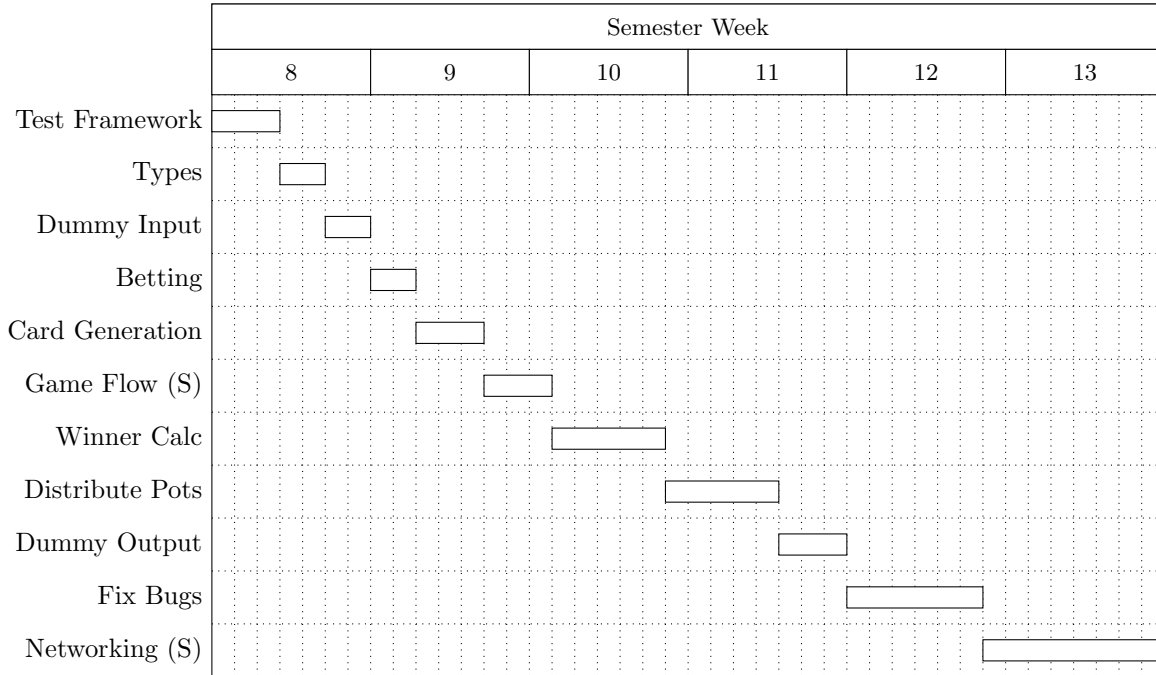 Semester Week
8 9 10 11 12 13
Test Framework
Types
Dummy Input
Betting
Card Generation
Game Flow (S)
Winner Calc
Distribute Pots
Dummy Output
Fix Bugs
Networking (S)